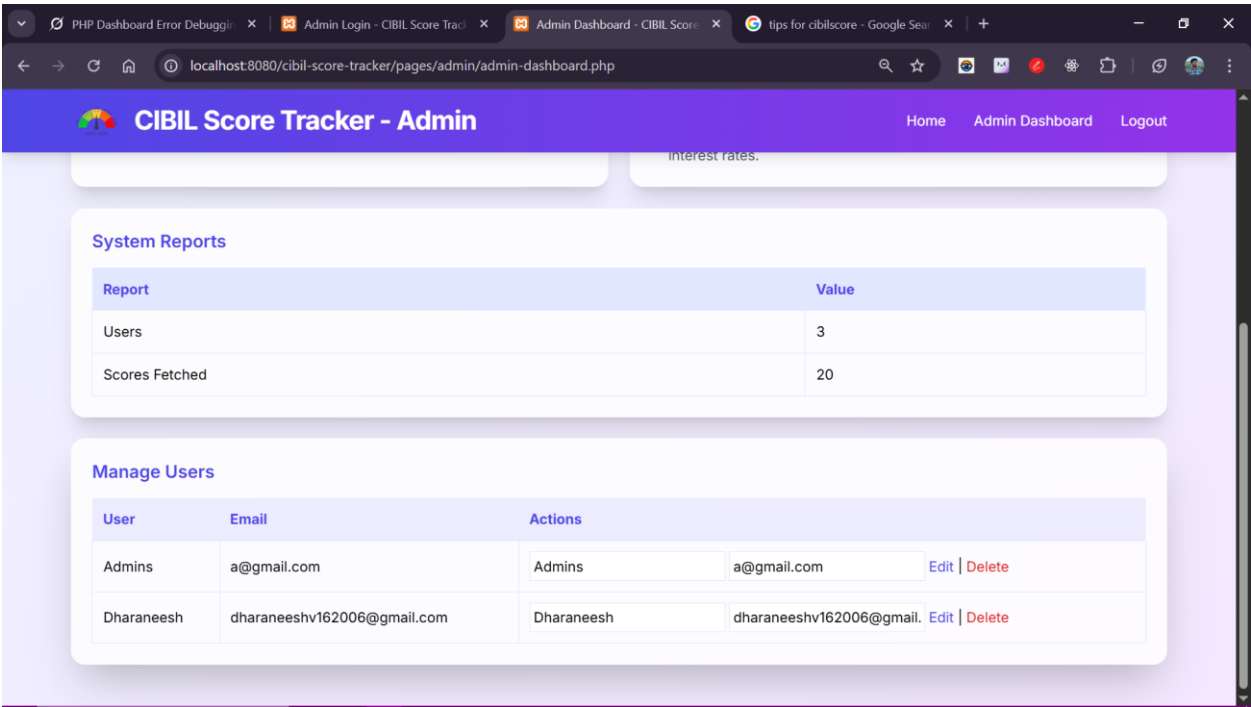 PHP Dashboard Error Debuggin
Admin Login - CIBIL Score Track
Admin Dashboard - CIBIL Score
tips for cibilscore - Google Sear
localhost:8080/cibil-score-tracker/pages/admin/admin-dashboard.php
CIBIL Score Tracker - Admin
Home Admin Dashboard Logout
interest rates.
System Reports
Report Value
Users 3
Scores Fetched 20
Manage Users
User Email Actions
Admins a@gmail.com Admins a@gmail.com Edit | Delete
Dharaneesh dharaneeshv162006@gmail.com Dharaneesh dharaneeshv162006@gmail. Edit | Delete